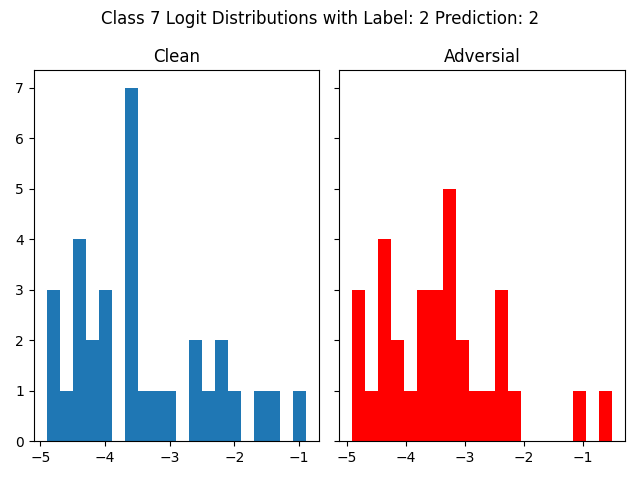 Class 7 Logit Distributions with Label: 2 Prediction: 2
Clean
Adversial
7
6
5
4
3
2
1
0
−5 −4 −3 −2 −1
−5 −4 −3 −2 −1